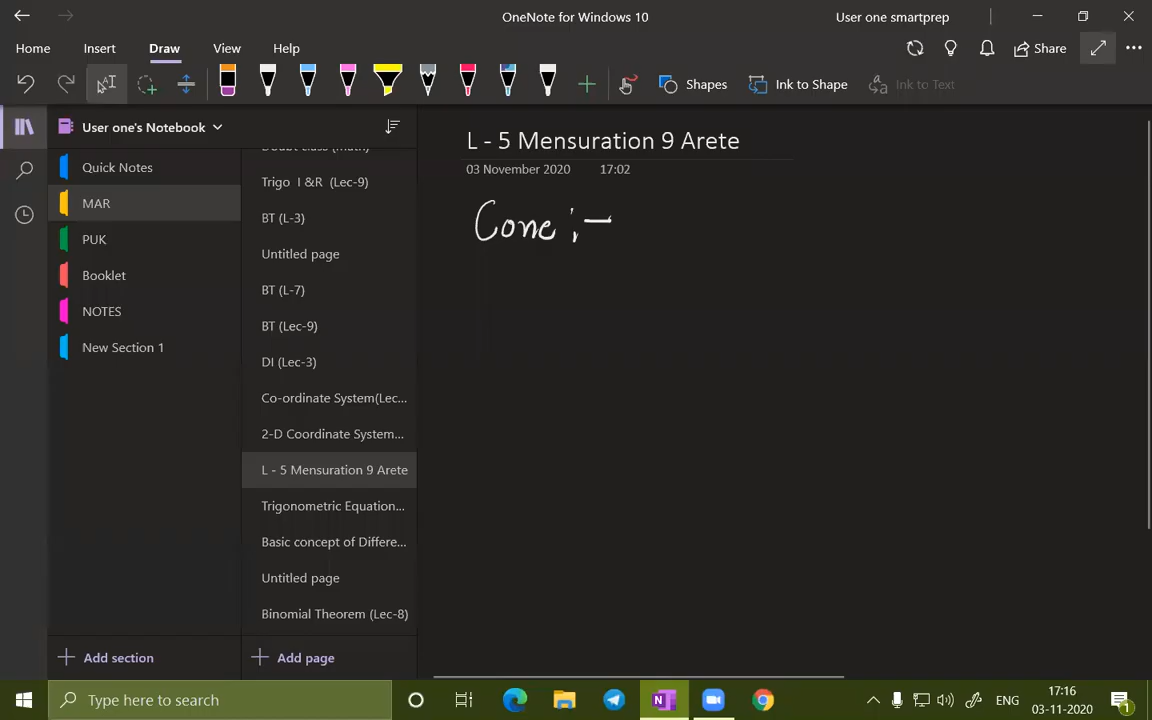 OneNote for Windows 10
User one smartprep
Home
Insert
Draw
View
Help
Share
Shapes
Ink to Shape
Ink to Text
User one's Notebook
Quick Notes
MAR
PUK
Booklet
NOTES
New Section 1
Add section
Doubt class (math)
Trigo I &R (Lec-9)
BT (L-3)
Untitled page
BT (L-7)
BT (Lec-9)
DI (Lec-3)
Co-ordinate System(Lec...
2-D Coordinate System...
L - 5 Mensuration 9 Arete
Trigonometric Equation...
Basic concept of Differe...
Untitled page
Binomial Theorem (Lec-8)
Add page
L - 5 Mensuration 9 Arete
03 November 2020 17:02
Cone :-
Type here to search
ENG
17:16
03-11-2020
1